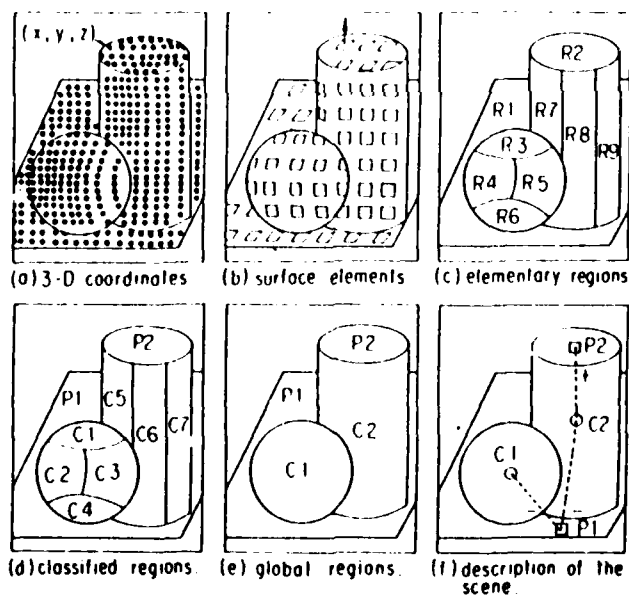 (x,y,z)
(a) 3-D coordinates
(b) surface elements
R2
R1
R7
R8
R9
R3
R4
R5
R6
(c) elementary regions
P2
P1
C5
C6
C7
C1
C2
C3
C4
(d) classified regions.
P2
P1
C2
C1
(e) global regions.
P2
C2
C1
P1
(f) description of the
scene.